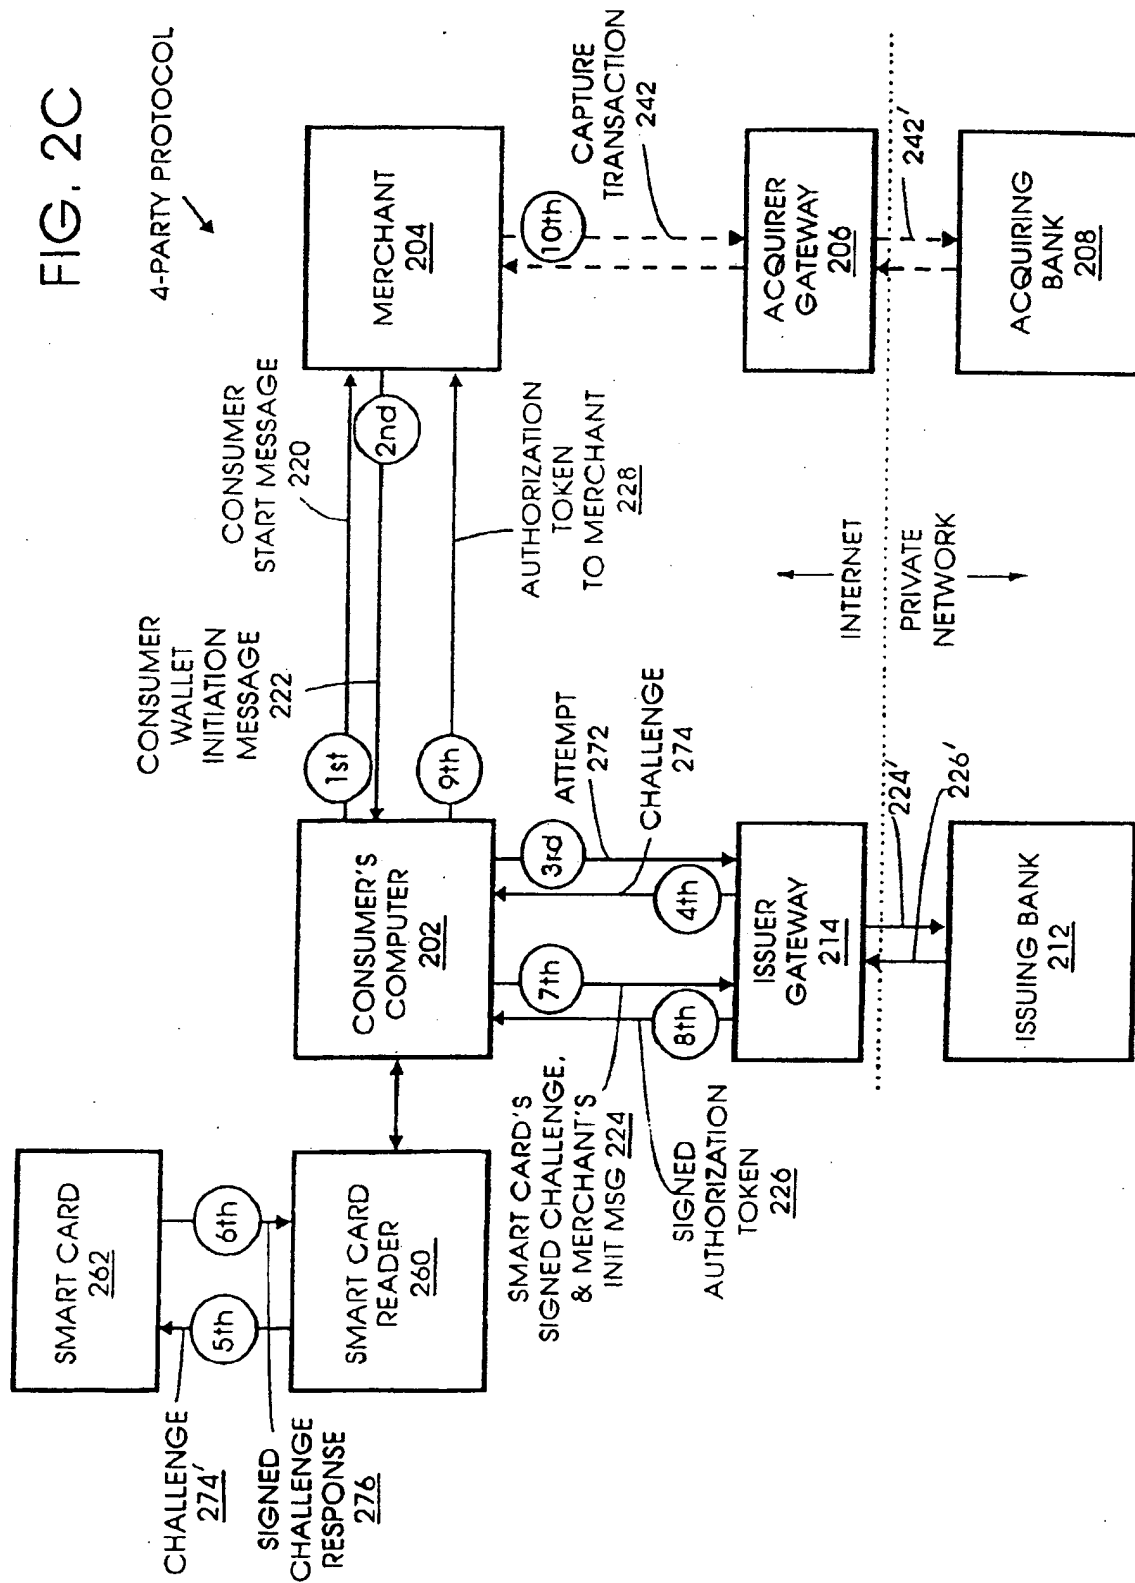 FIG. 2C
4-PARTY PROTOCOL
SMART CARD
262
CHALLENGE
274'
5th
6th
SIGNED
CHALLENGE
RESPONSE
276
SMART CARD
READER
260
CONSUMER'S
COMPUTER
202
CONSUMER
WALLET
INITIATION
MESSAGE
222
CONSUMER
START MESSAGE
220
1st
2nd
9th
AUTHORIZATION
TOKEN
TO MERCHANT
228
MERCHANT
204
10th
CAPTURE
TRANSACTION
242
SMART CARD'S
SIGNED CHALLENGE,
& MERCHANT'S
INIT MSG 224
7th
8th
SIGNED
AUTHORIZATION
TOKEN
226
3rd
4th
ATTEMPT
272
CHALLENGE
274
ISSUER
GATEWAY
214
ACQUIRER
GATEWAY
206
INTERNET
PRIVATE
NETWORK
224'
226'
242'
ISSUING BANK
212
ACQUIRING
BANK
208